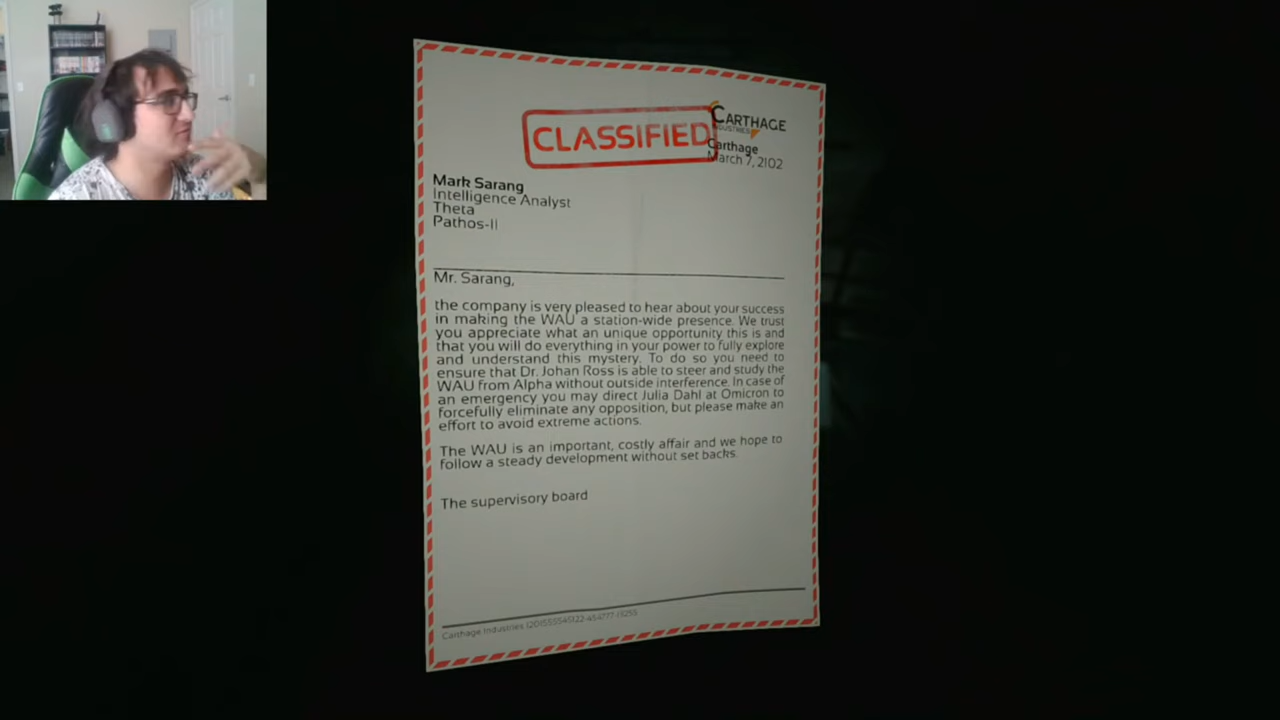 CLASSIFIED
CARTHAGE
INDUSTRIES
Carthage
March 7, 2102
Mark Sarang
Intelligence Analyst
Theta
Pathos-II
Mr. Sarang,
the company is very pleased to hear about your success
in making the WAU a station-wide presence. We trust
you appreciate what an unique opportunity this is and
that you will do everything in your power to fully explore
and understand this mystery. To do so you need to
ensure that Dr. Johan Ross is able to steer and study the
WAU from Alpha without outside interference. In case of
an emergency you may direct Julia Dahl at Omicron to
forcefully eliminate any opposition, but please make an
effort to avoid extreme actions.
The WAU is an important, costly affair and we hope to
follow a steady development without set backs.
The supervisory board
Carthage Industries